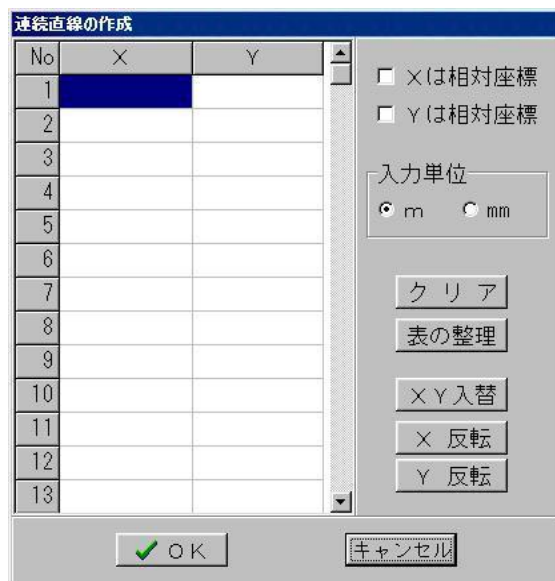 連続直線の作成
No X Y
1
2
3
4
5
6
7
8
9
10
11
12
13
Xは相対座標
Yは相対座標
入力単位
m mm
クリア
表の整理
XY入替
X 反転
Y 反転
OK
キャンセル